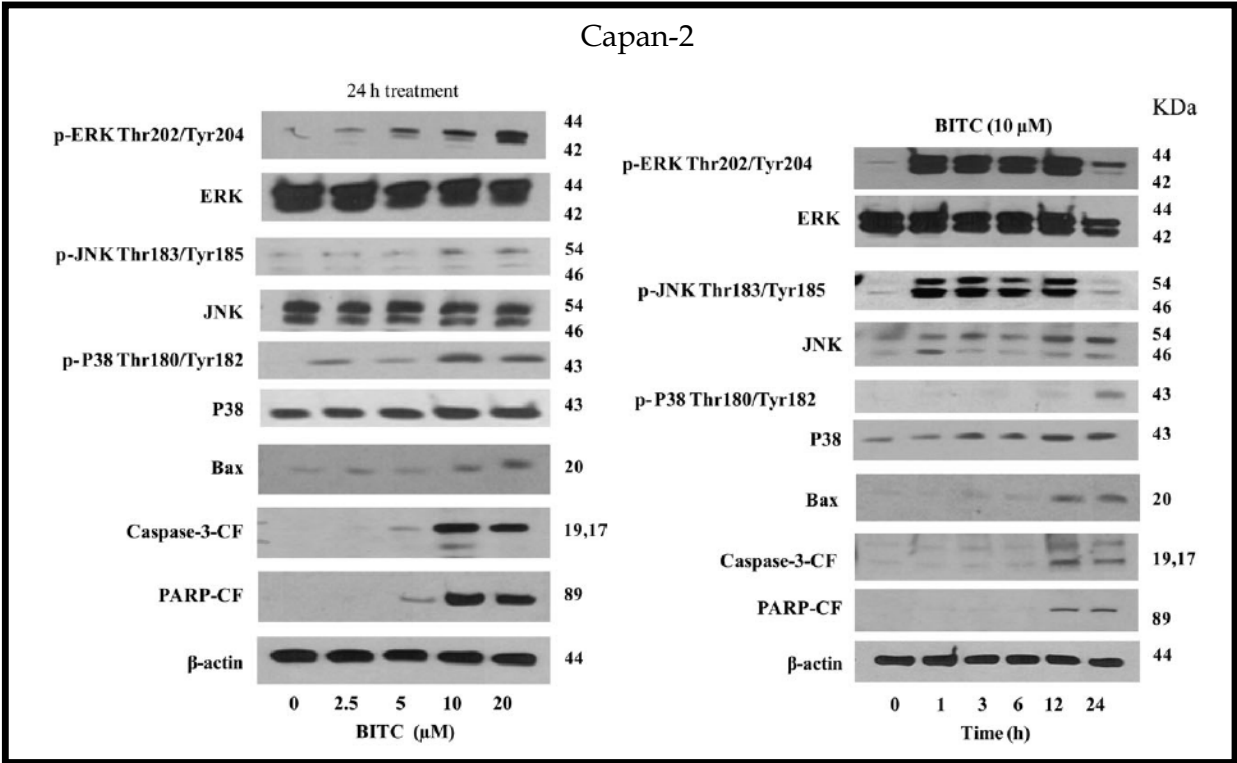 Capan-2
24 h treatment
p-ERK Thr202/Tyr204 44
42
ERK 44
42
p-JNK Thr183/Tyr185 54
46
JNK 54
46
p-P38 Thr180/Tyr182 43
P38 43
Bax 20
Caspase-3-CF 19,17
PARP-CF 89
β-actin 44
0 2.5 5 10 20
BITC (µM)
KDa
BITC (10 µM)
p-ERK Thr202/Tyr204 44
42
ERK 44
42
p-JNK Thr183/Tyr185 54
46
JNK 54
46
p-P38 Thr180/Tyr182 43
P38 43
Bax 20
Caspase-3-CF 19,17
PARP-CF 89
β-actin 44
0 1 3 6 12 24
Time (h)